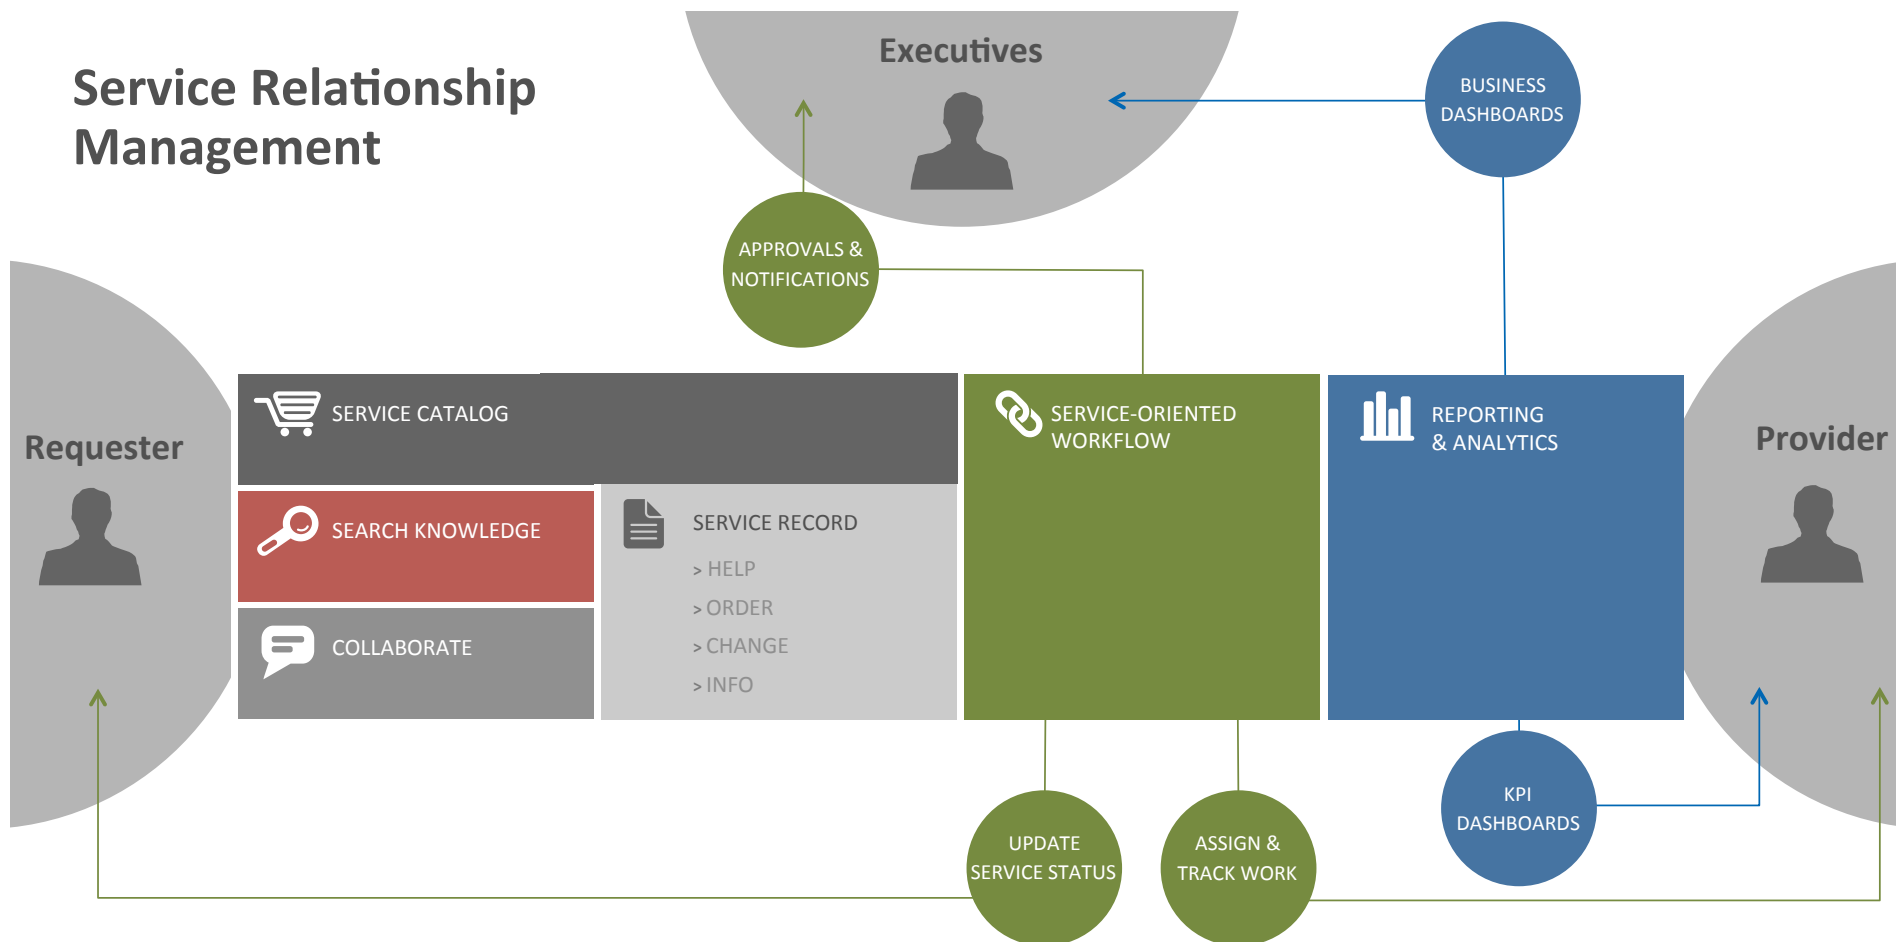 Service Relationship
Management
Executives
BUSINESS
DASHBOARDS
APPROVALS &
NOTIFICATIONS
Requester
SERVICE CATALOG
SEARCH KNOWLEDGE
COLLABORATE
SERVICE RECORD
> HELP
> ORDER
> CHANGE
> INFO
SERVICE-ORIENTED
WORKFLOW
REPORTING
& ANALYTICS
Provider
UPDATE
SERVICE STATUS
ASSIGN &
TRACK WORK
KPI
DASHBOARDS